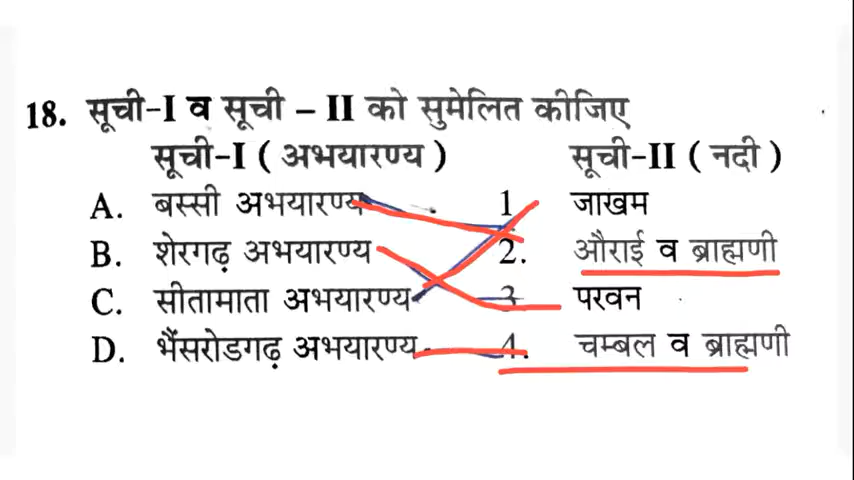 18. सूची-I व सूची – II को सुमेलित कीजिए
सूची-I ( अभयारण्य ) सूची-II ( नदी )
A. बस्सी अभयारण्य 1 जाखम
B. शेरगढ़ अभयारण्य 2. औराई व ब्राह्मणी
C. सीतामाता अभयारण्य 3 परवन
D. भैंसरोडगढ़ अभयारण्य 4. चम्बल व ब्राह्मणी